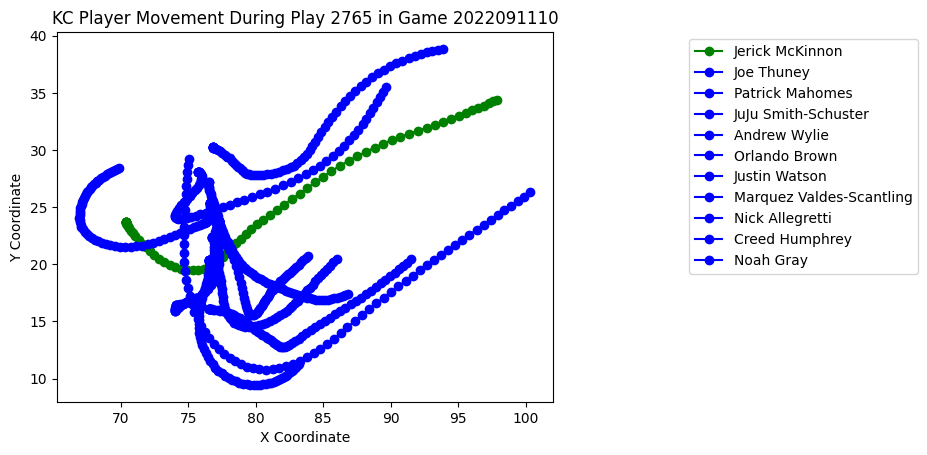 KC Player Movement During Play 2765 in Game 2022091110
40
35
30
25
20
15
10
Y Coordinate
70 75 80 85 90 95 100
X Coordinate
Jerick McKinnon
Joe Thuney
Patrick Mahomes
JuJu Smith-Schuster
Andrew Wylie
Orlando Brown
Justin Watson
Marquez Valdes-Scantling
Nick Allegretti
Creed Humphrey
Noah Gray